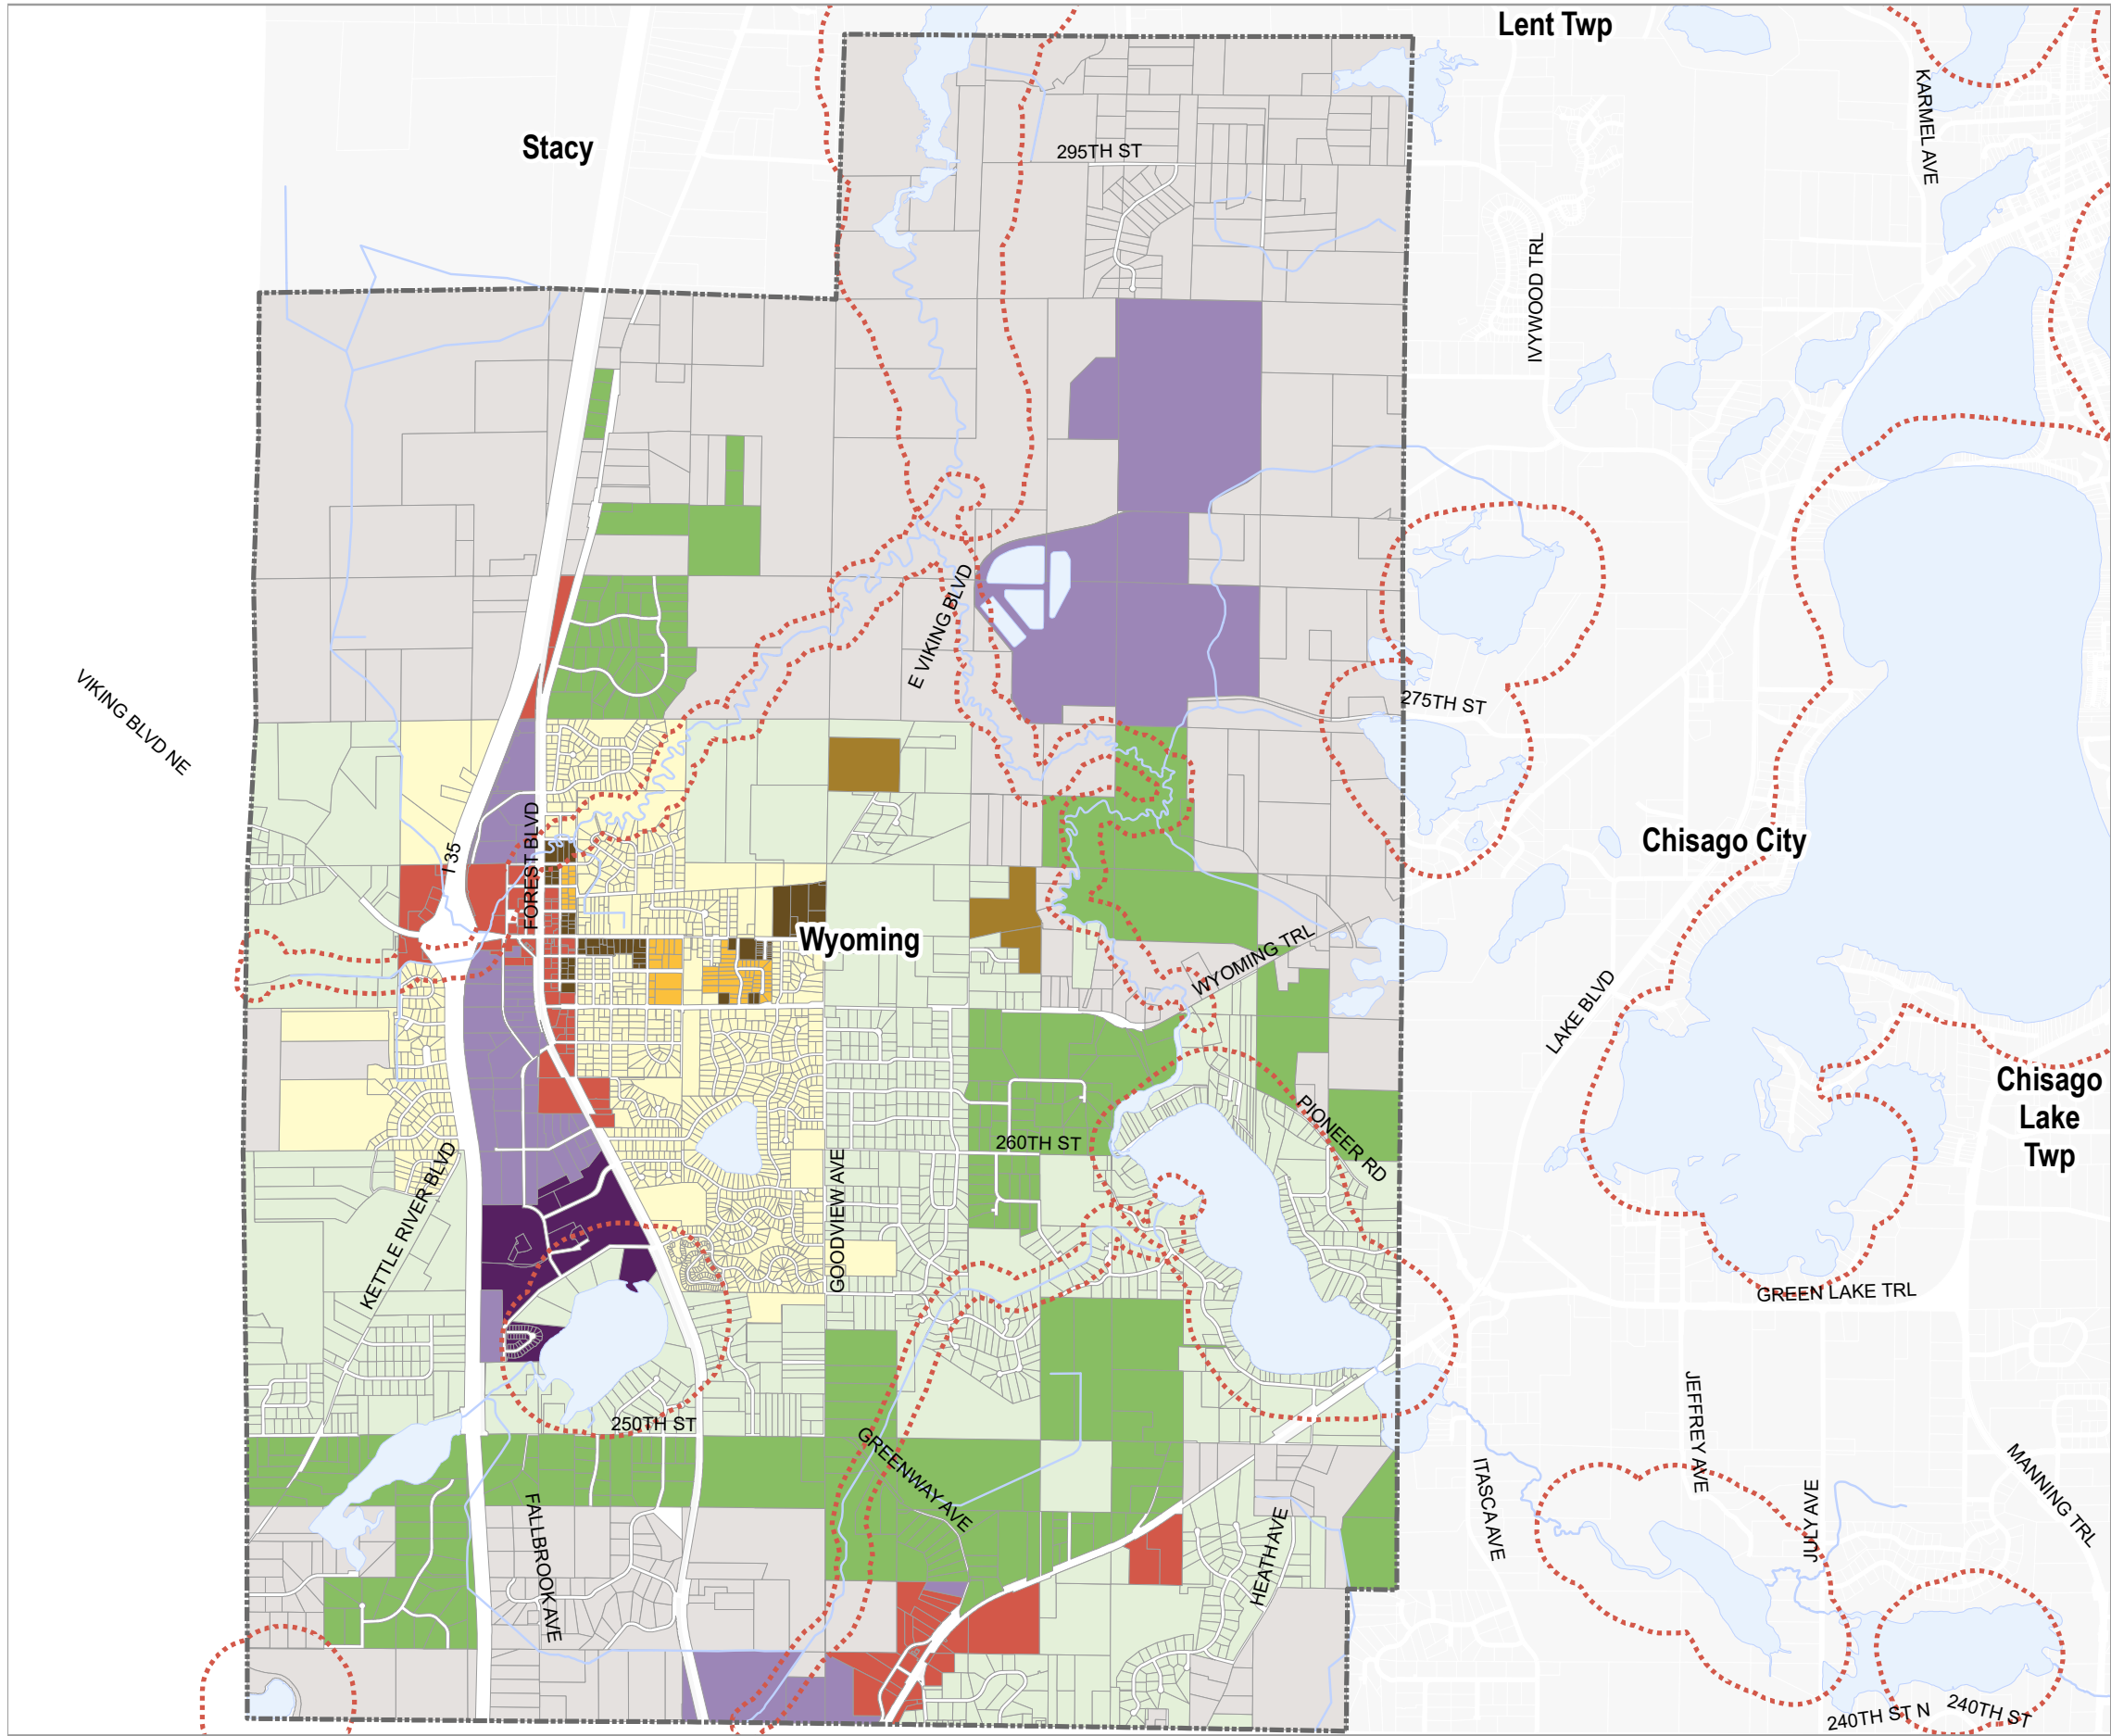 Lent Twp
KARMEL AVE
Stacy
295TH ST
IVYWOOD TRL
E VIKING BLVD
VIKING BLVD NE
275TH ST
FOREST BLVD
I 35
Chisago City
Wyoming
WYOMING TRL
LAKE BLVD
Chisago
Lake
Twp
PIONEER RD
260TH ST
KETTLE RIVER BLVD
GOODVIEW AVE
GREEN LAKE TRL
250TH ST
JEFFREY AVE
GREENWAY AVE
ITASCA AVE
MANNING TRL
FALLBROOK AVE
HEATH AVE
JULY AVE
240TH ST N
240TH ST